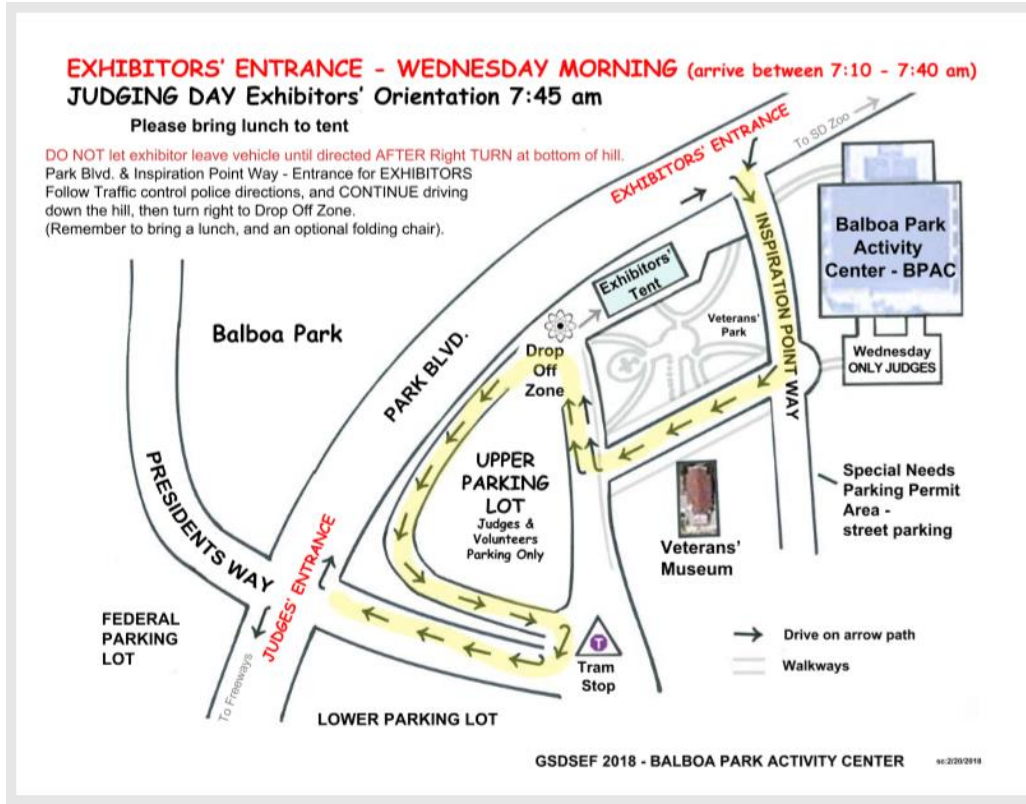 EXHIBITORS' ENTRANCE - WEDNESDAY MORNING (arrive between 7:10 - 7:40 am)
JUDGING DAY Exhibitors' Orientation 7:45 am
Please bring lunch to tent
DO NOT let exhibitor leave vehicle until directed AFTER Right TURN at bottom of hill.
Park Blvd. & Inspiration Point Way - Entrance for EXHIBITORS
Follow Traffic control police directions, and CONTINUE driving
down the hill, then turn right to Drop Off Zone.
(Remember to bring a lunch, and an optional folding chair).
EXHIBITORS' ENTRANCE
To SD Zoo
INSPIRATION POINT WAY
Balboa Park
Activity
Center - BPAC
Exhibitors'
Tent
Veterans'
Park
Wednesday
ONLY JUDGES
Balboa Park
PARK BLVD.
Drop
Off
Zone
UPPER
PARKING
LOT
Judges &
Volunteers
Parking Only
PRESIDENTS WAY
JUDGES' ENTRANCE
Special Needs
Parking Permit
Area -
street parking
Veterans'
Museum
FEDERAL
PARKING
LOT
To Freeways
T
Tram
Stop
Drive on arrow path
Walkways
LOWER PARKING LOT
GSDSEF 2018 - BALBOA PARK ACTIVITY CENTER
sc:2/20/2018